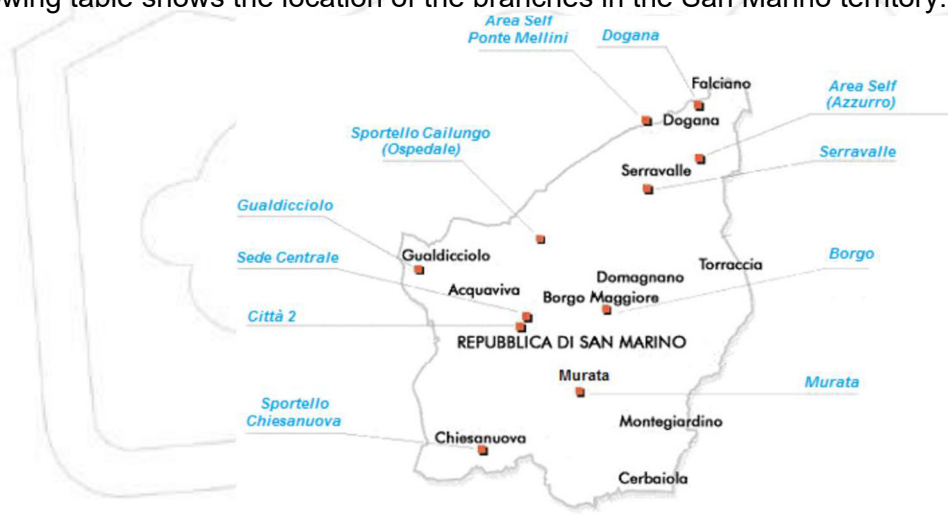 wing table shows the location of the branches in the San Marino territory.
Area Self
Ponte Mellini
Dogana
Falciano
Area Self
(Azzurro)
Dogana
Sportello Cailungo
(Ospedale)
Serravalle
Serravalle
Gualdicciolo
Gualdicciolo
Sede Centrale
Borgo
Torraccia
Domagnano
Acquaviva
Borgo Maggiore
Città 2
REPUBBLICA DI SAN MARINO
Murata
Murata
Sportello
Chiesanuova
Montegiardino
Chiesanuova
Cerbaiola